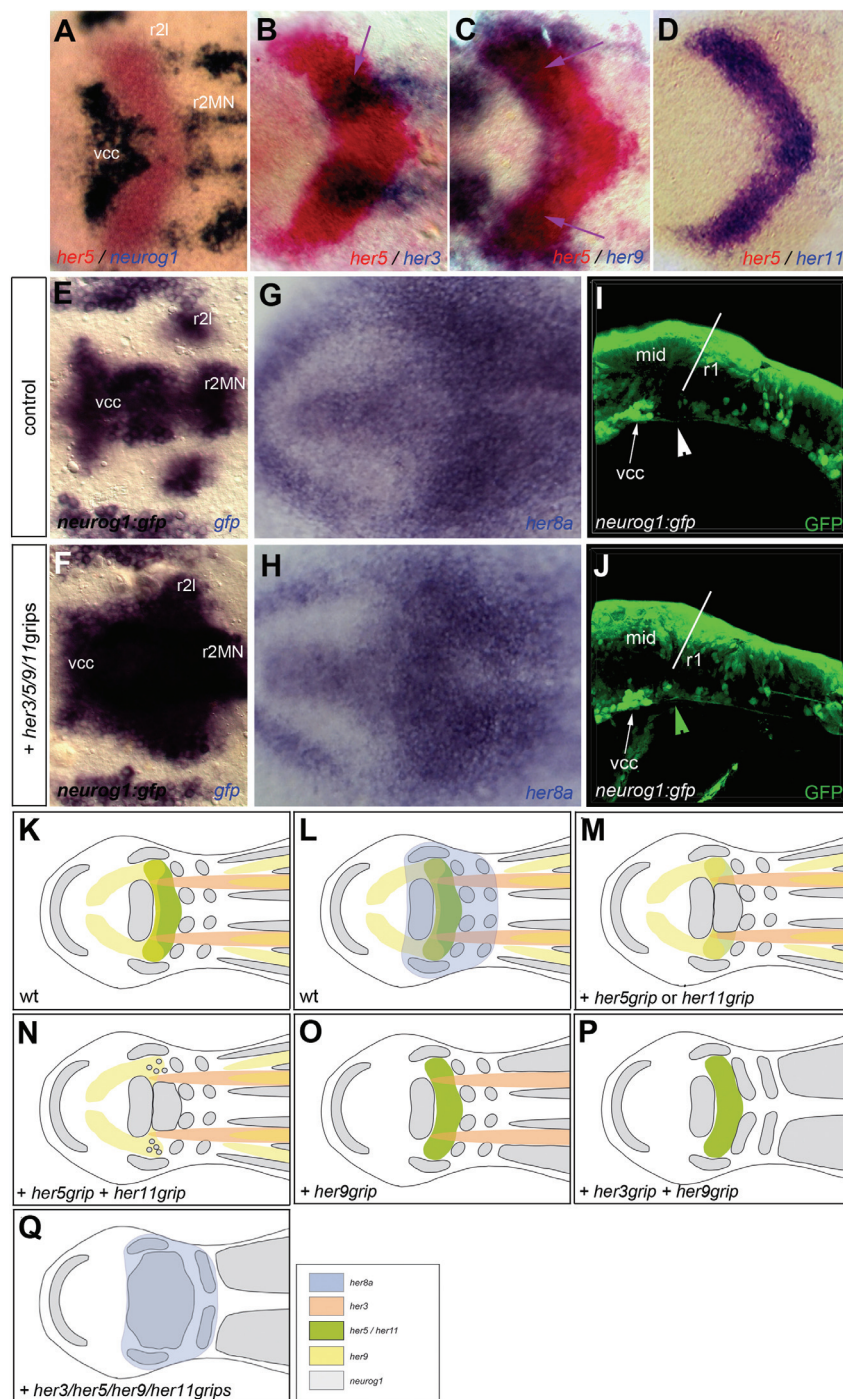 A
r2l
r2MN
vcc
her5 / neurog1
B
her5 / her3
C
her5 / her9
D
her5 / her11
control
E
r2l
r2MN
vcc
neurog1:gfp gfp
G
her8a
I
mid
r1
vcc
neurog1:gfp GFP
+ her3/5/9/11grips
F
r2l
r2MN
vcc
neurog1:gfp gfp
H
her8a
J
mid
r1
vcc
neurog1:gfp GFP
K
wt
L
wt
M
+ her5grip or her11grip
N
+ her5grip + her11grip
O
+ her9grip
P
+ her3grip + her9grip
Q
+ her3/her5/her9/her11grips
her8a
her3
her5 / her11
her9
neurog1